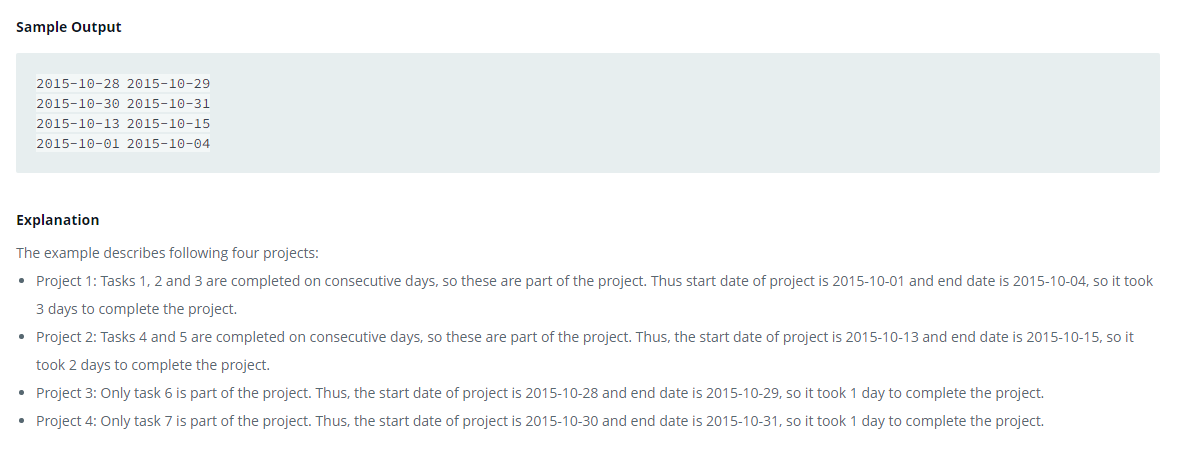 Sample Output
2015-10-28 2015-10-29
2015-10-30 2015-10-31
2015-10-13 2015-10-15
2015-10-01 2015-10-04
Explanation
The example describes following four projects:
Project 1: Tasks 1, 2 and 3 are completed on consecutive days, so these are part of the project. Thus start date of project is 2015-10-01 and end date is 2015-10-04, so it took
3 days to complete the project.
Project 2: Tasks 4 and 5 are completed on consecutive days, so these are part of the project. Thus, the start date of project is 2015-10-13 and end date is 2015-10-15, so it
took 2 days to complete the project.
Project 3: Only task 6 is part of the project. Thus, the start date of project is 2015-10-28 and end date is 2015-10-29, so it took 1 day to complete the project.
Project 4: Only task 7 is part of the project. Thus, the start date of project is 2015-10-30 and end date is 2015-10-31, so it took 1 day to complete the project.